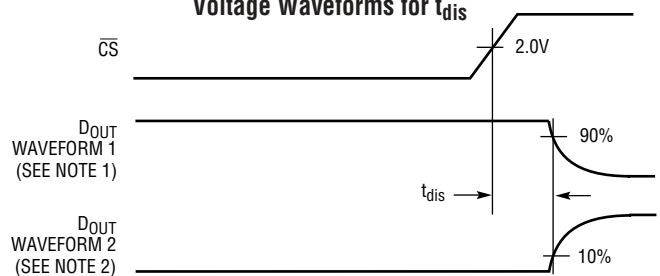 Voltage Waveforms for tdis
CS
2.0V
DOUT
WAVEFORM 1
(SEE NOTE 1)
90%
tdis
DOUT
WAVEFORM 2
(SEE NOTE 2)
10%